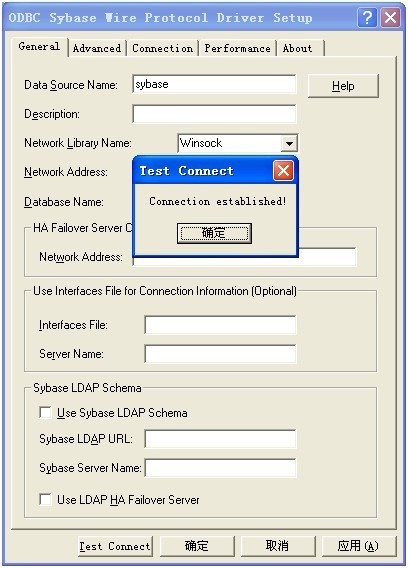 ODBC Sybase Wire Protocol Driver Setup
General Advanced Connection Performance About
Data Source Name: sybase Help
Description:
Network Library Name: Winsock
Network Address:
Test Connect
Database Name:
Connection established!
HA Failover Server C
确定
Network Address:
Use Interfaces File for Connection Information (Optional)
Interfaces File:
Server Name:
Sybase LDAP Schema
Use Sybase LDAP Schema
Sybase LDAP URL:
Sybase Server Name:
Use LDAP HA Failover Server
Test Connect 确定 取消 应用(A)